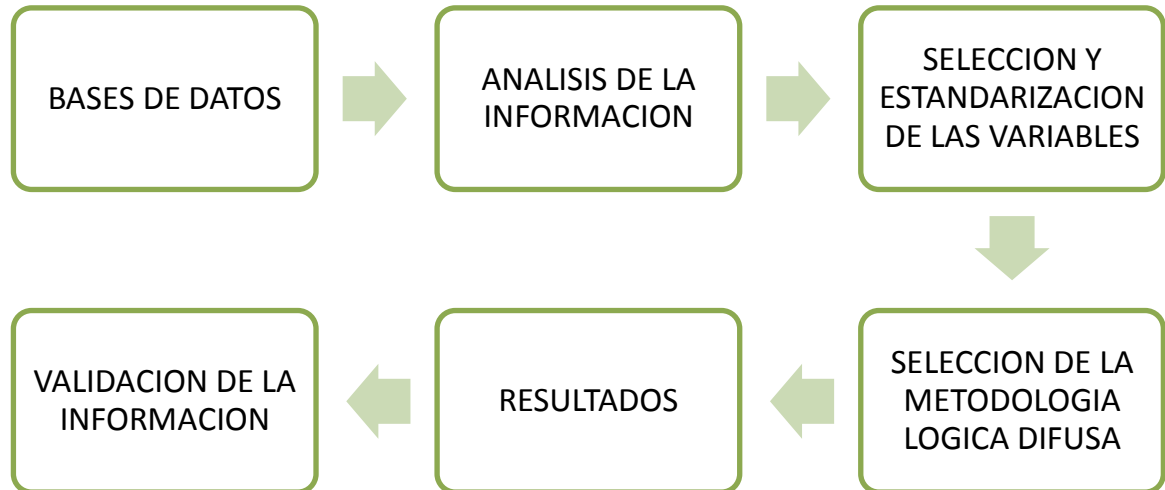 BASES DE DATOS
ANALISIS DE LA
INFORMACION
SELECCION Y
ESTANDARIZACION
DE LAS VARIABLES
SELECCION DE LA
METODOLOGIA
LOGICA DIFUSA
RESULTADOS
VALIDACION DE LA
INFORMACION